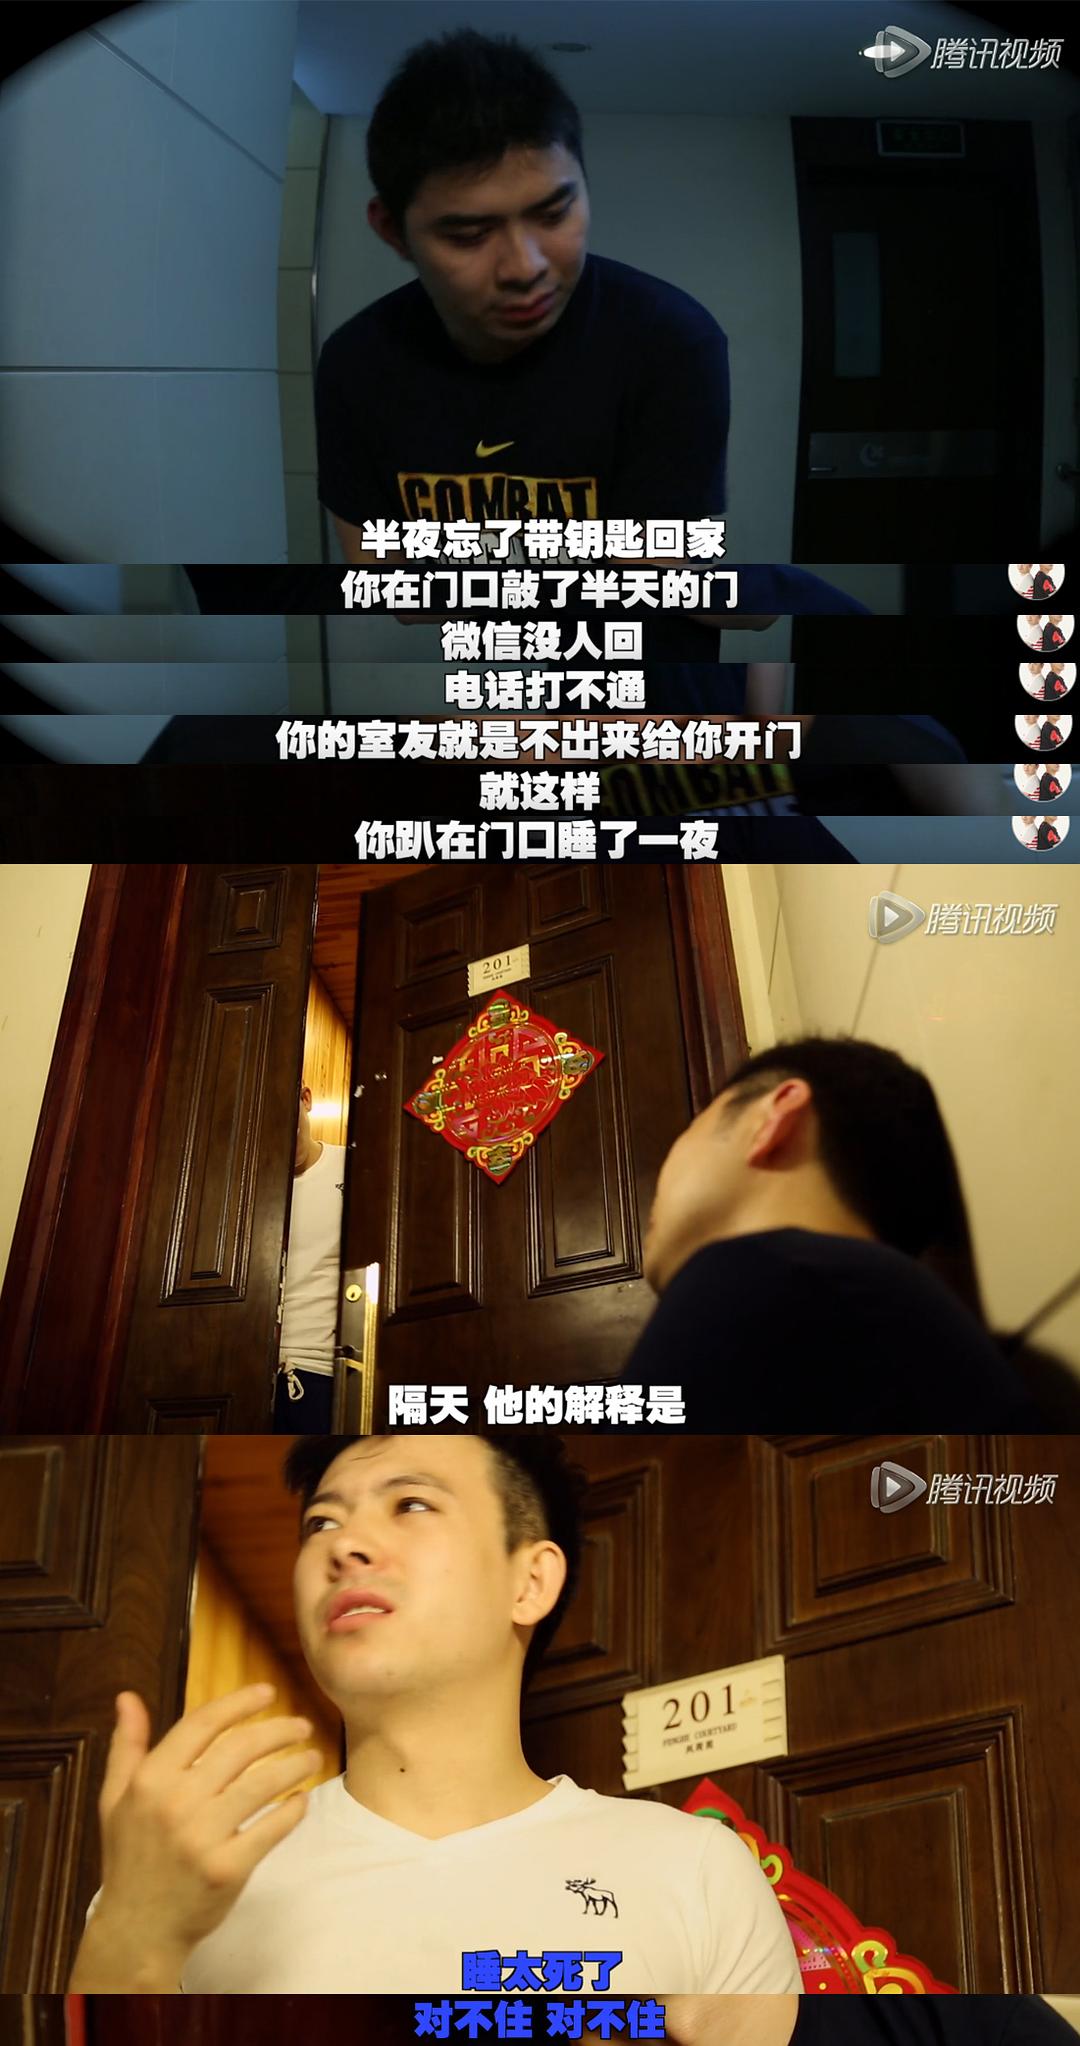 腾讯视频
COMBAT
半夜忘了带钥匙回家
你在门口敲了半天的门
微信没人回
电话打不通
你的室友就是不出来给你开门
就这样
COMBAT
你趴在门口睡了一夜
腾讯视频
201
隔天 他的解释是
腾讯视频
201
FENGHE COURTYARD
睡太死了
对不住 对不住